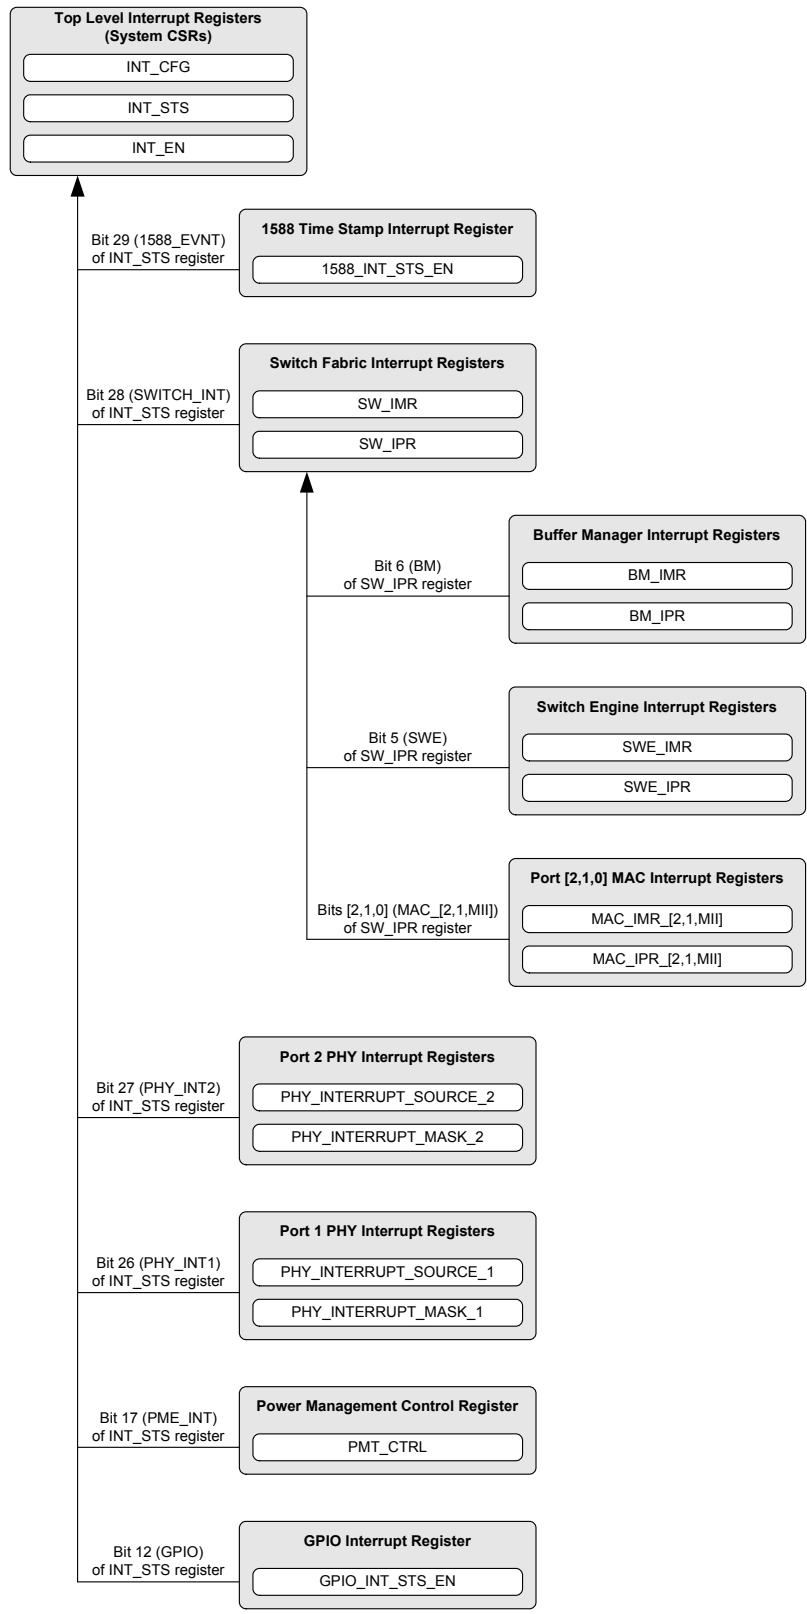 Top Level Interrupt Registers
(System CSRs)
INT_CFG
INT_STS
INT_EN
Bit 29 (1588_EVNT)
of INT_STS register
1588 Time Stamp Interrupt Register
1588_INT_STS_EN
Bit 28 (SWITCH_INT)
of INT_STS register
Switch Fabric Interrupt Registers
SW_IMR
SW_IPR
Bit 6 (BM)
of SW_IPR register
Buffer Manager Interrupt Registers
BM_IMR
BM_IPR
Bit 5 (SWE)
of SW_IPR register
Switch Engine Interrupt Registers
SWE_IMR
SWE_IPR
Bits [2,1,0] (MAC_[2,1,MII])
of SW_IPR register
Port [2,1,0] MAC Interrupt Registers
MAC_IMR_[2,1,MII]
MAC_IPR_[2,1,MII]
Bit 27 (PHY_INT2)
of INT_STS register
Port 2 PHY Interrupt Registers
PHY_INTERRUPT_SOURCE_2
PHY_INTERRUPT_MASK_2
Bit 26 (PHY_INT1)
of INT_STS register
Port 1 PHY Interrupt Registers
PHY_INTERRUPT_SOURCE_1
PHY_INTERRUPT_MASK_1
Bit 17 (PME_INT)
of INT_STS register
Power Management Control Register
PMT_CTRL
Bit 12 (GPIO)
of INT_STS register
GPIO Interrupt Register
GPIO_INT_STS_EN